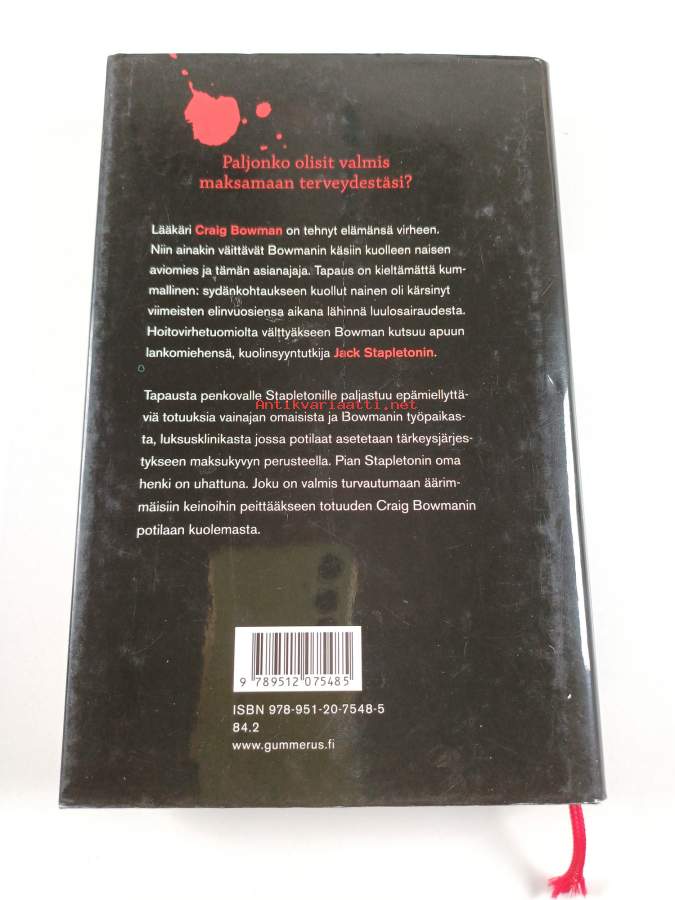 Paljonko olisit valmis
maksamaan terveydestäsi?
Lääkäri Craig Bowman on tehnyt elämänsä virheen.
Niin ainakin väittävät Bowmanin käsiin kuolleen naisen
aviomies ja tämän asianajaja. Tapaus on kieltämättä kum-
mallinen: sydänkohtaukseen kuollut nainen oli kärsinyt
viimeisten elinvuosiensa aikana lähinnä luulosairaudesta.
Hoitovirhetuomiolta välttyäkseen Bowman kutsuu apuun
lankomiehensä, kuolinsyyntutkija Jack Stapletonin.
Tapausta penkovalle Stapletonille paljastuu epämiellyttä-
Antikvariaatti.net
viä totuuksia vainajan omaisista ja Bowmanin työpaikas-
ta, luksusklinikasta jossa potilaat asetetaan tärkeysjärjes-
tykseen maksukyvyn perusteella. Pian Stapletonin oma
henki on uhattuna. Joku on valmis turvautumaan äärim-
mäisiin keinoihin peittääkseen totuuden Craig Bowmanin
potilaan kuolemasta.
9 789512 075485
ISBN 978-951-20-7548-5
84.2
www.gummerus.fi